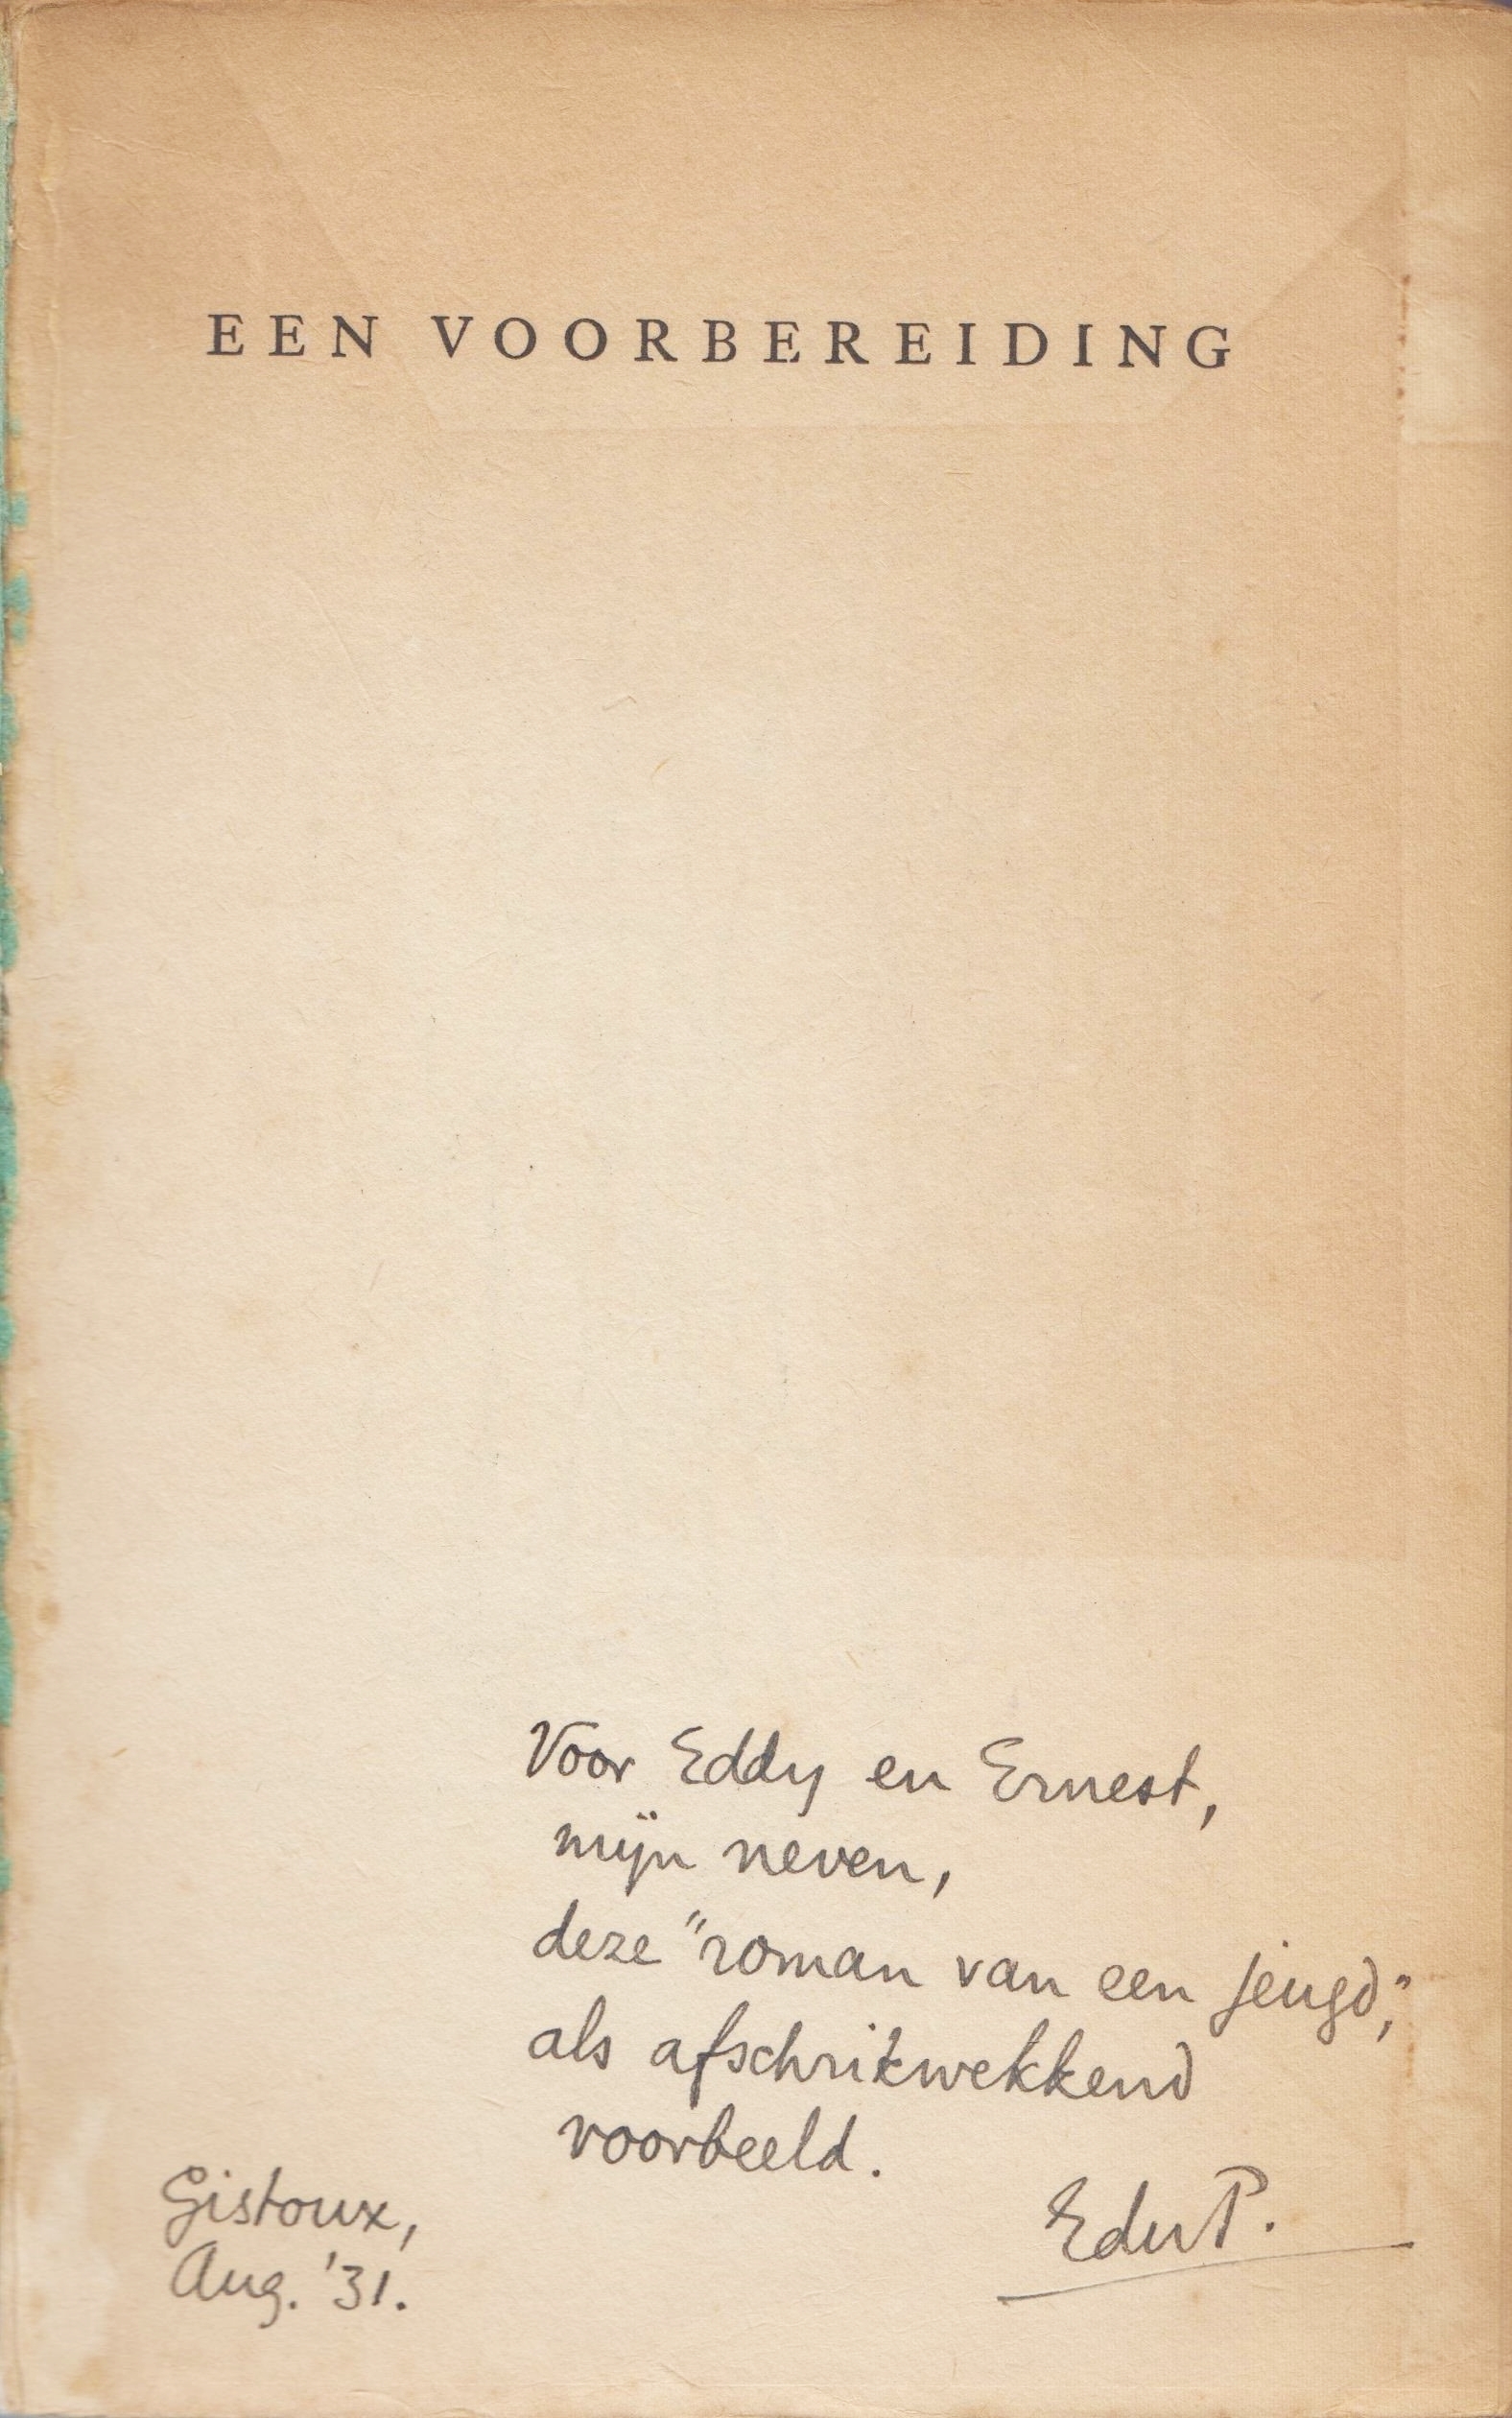 EEN VOORBEREIDING
Voor Eddy en Ernest,
mijn neven,
deze "roman van een jeugd,"
als afschrikwekkend
voorbeeld.
EduP.
Gistoux,
Aug. '31.